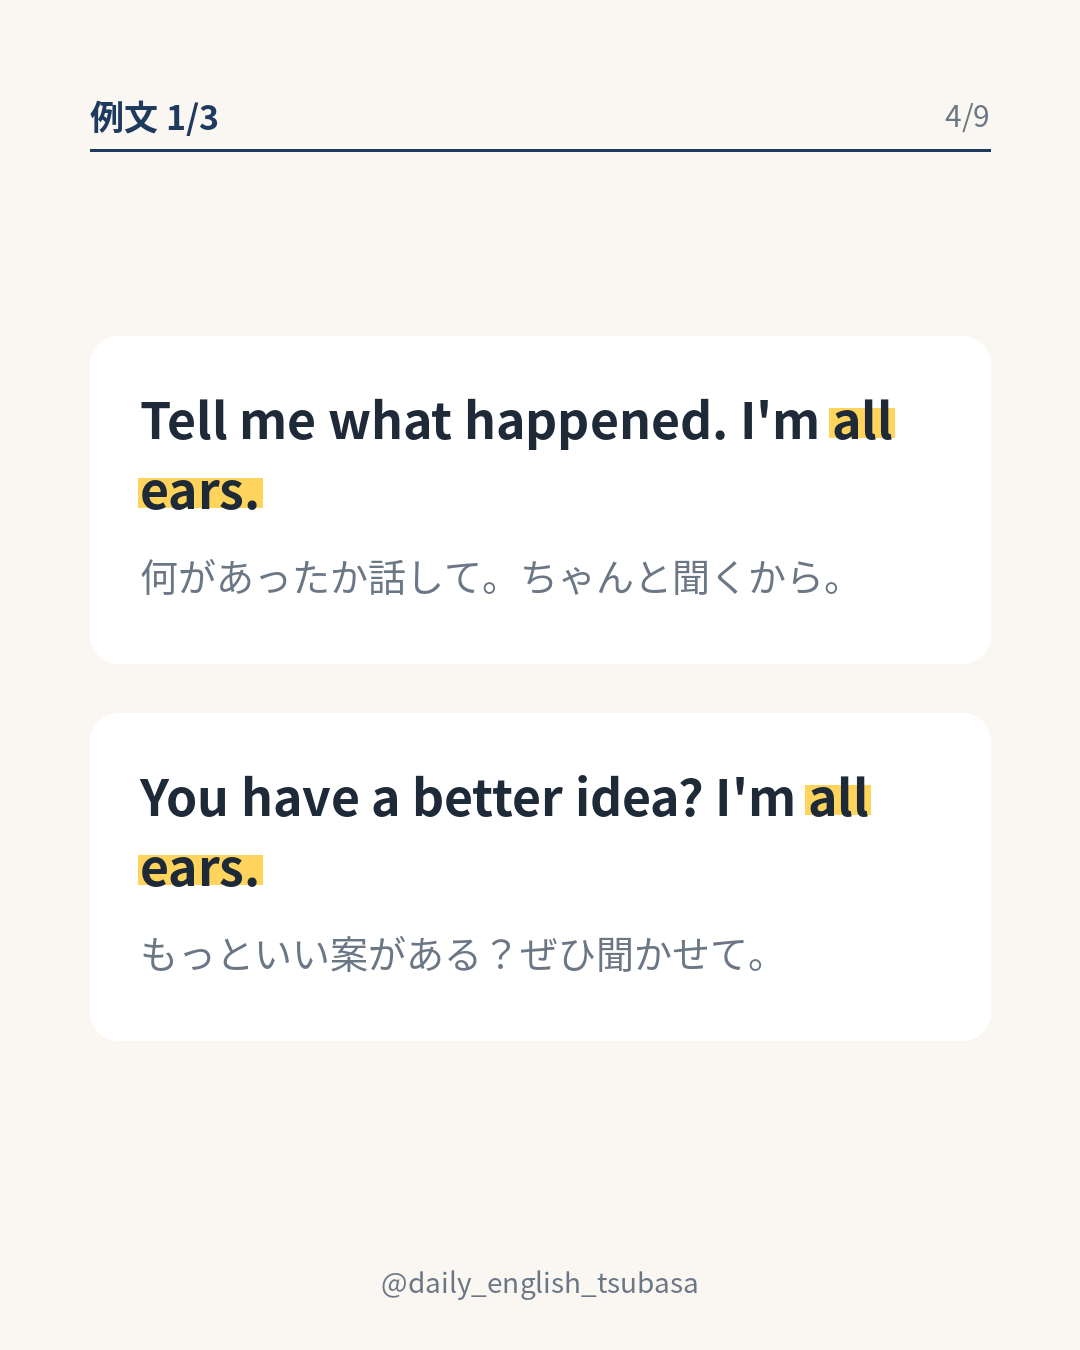 例文 1/3
4/9
Tell me what happened. I'm all
ears.
何があったか話して。ちゃんと聞くから。
You have a better idea? I'm all
ears.
もっといい案がある？ぜひ聞かせて。
@daily_english_tsubasa